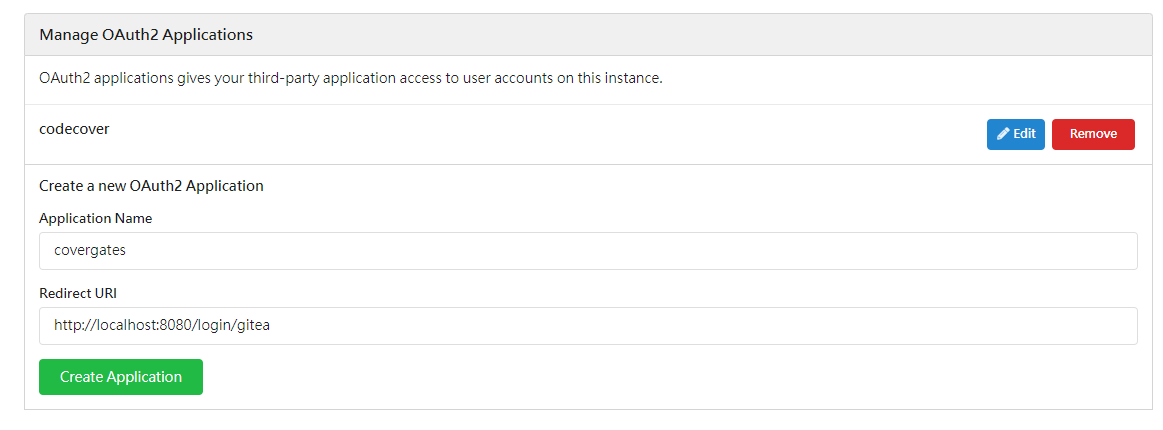 Manage OAuth2 Applications
OAuth2 applications gives your third-party application access to user accounts on this instance.
codecover
Edit
Remove
Create a new OAuth2 Application
Application Name
covergates
Redirect URI
http://localhost:8080/login/gitea
Create Application